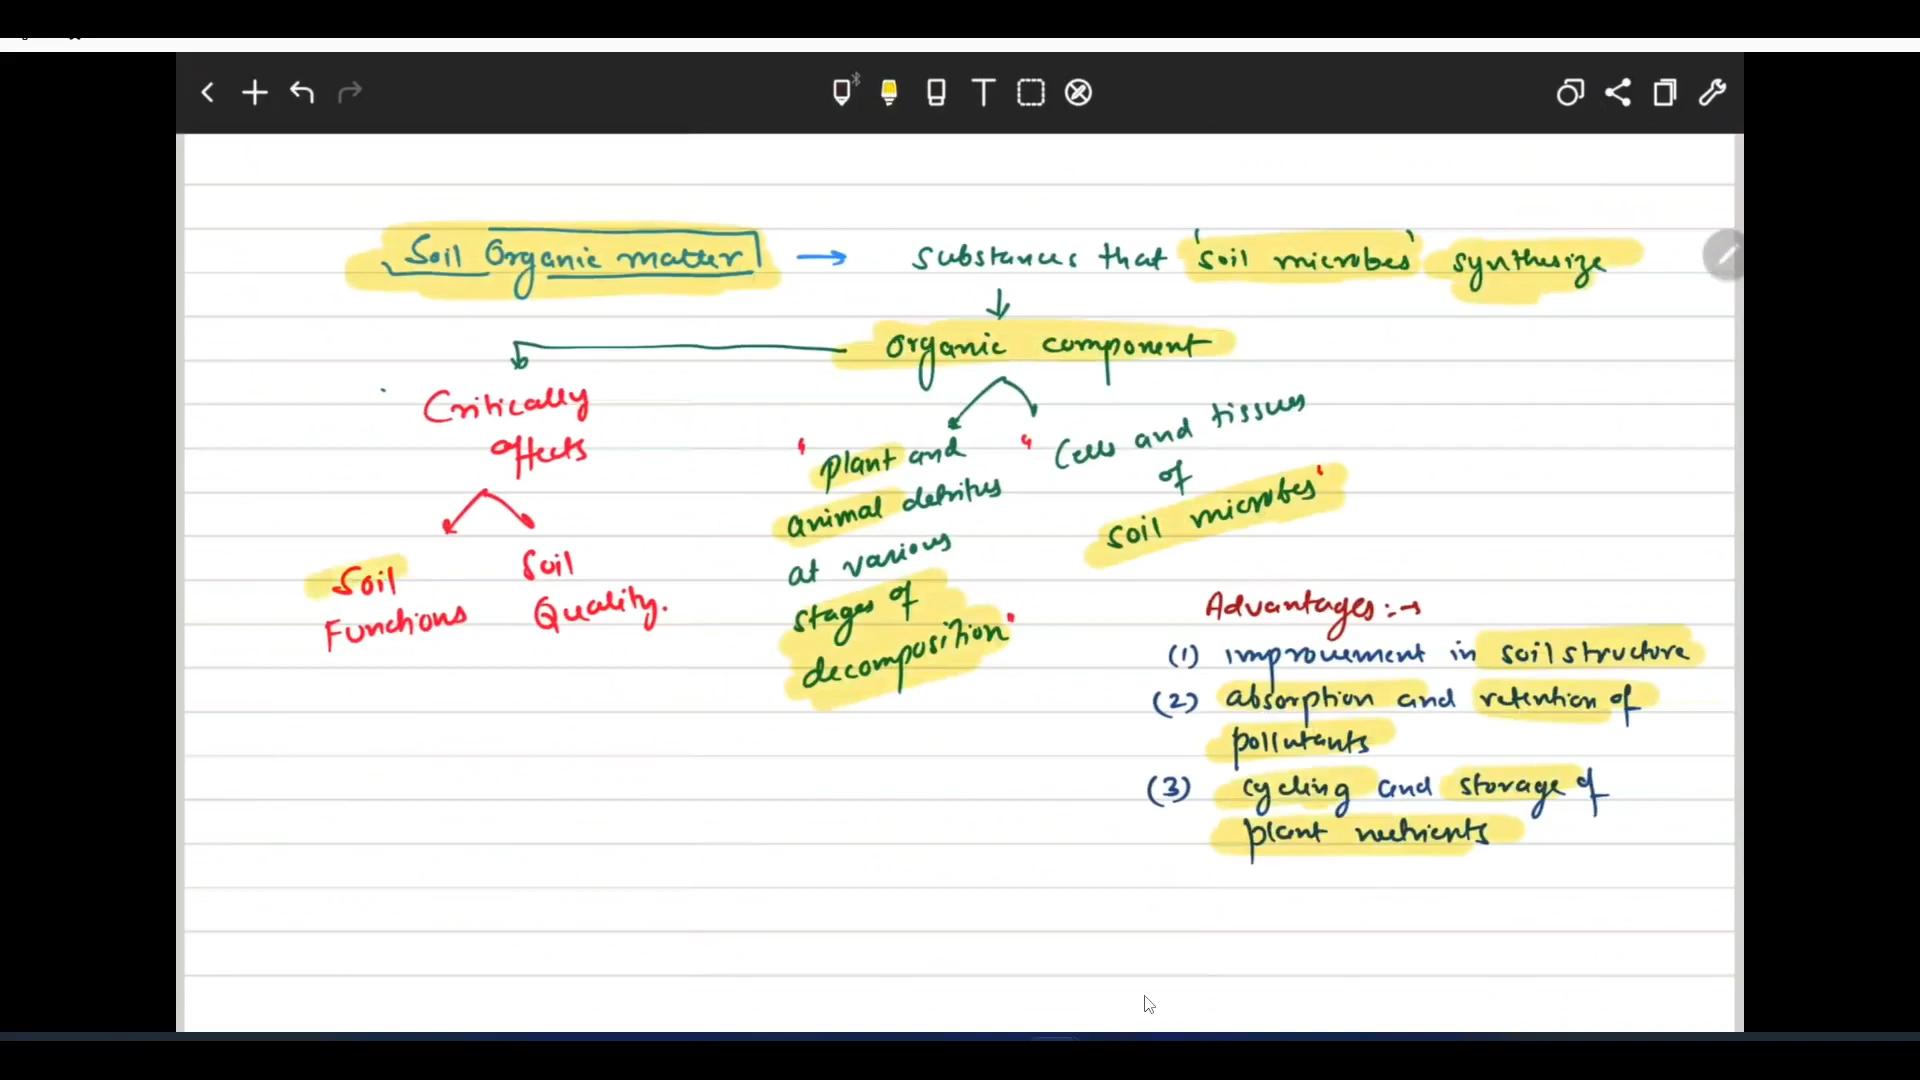 Soil Organic matter → substances that 'soil microbes' synthesize
↓
organic component
Critically
affects
Soil
Functions
Soil
Quality.
" plant and
animal detritus
at various
stages of
decomposition"
" Cells and tissues
of
soil microbes"
Advantages:→
(1) improvement in soil structure
(2) absorption and retention of
pollutants
(3) cycling and storage of
plant nutrients